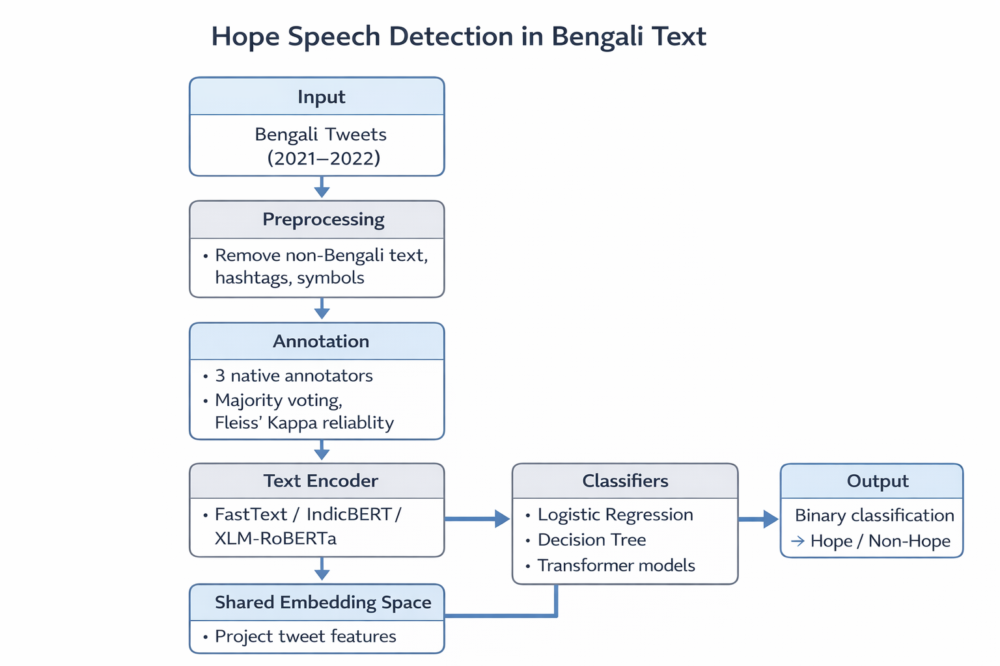 Hope Speech Detection in Bengali Text
Input
Bengali Tweets
(2021–2022)
Preprocessing
• Remove non-Bengali text,
hashtags, symbols
Annotation
• 3 native annotators
• Majority voting,
Fleiss’ Kappa reliablity
Text Encoder
• FastText / IndicBERT /
XLM-RoBERTa
Shared Embedding Space
• Project tweet features
Classifiers
• Logistic Regression
• Decision Tree
• Transformer models
Output
Binary classification
→ Hope / Non-Hope